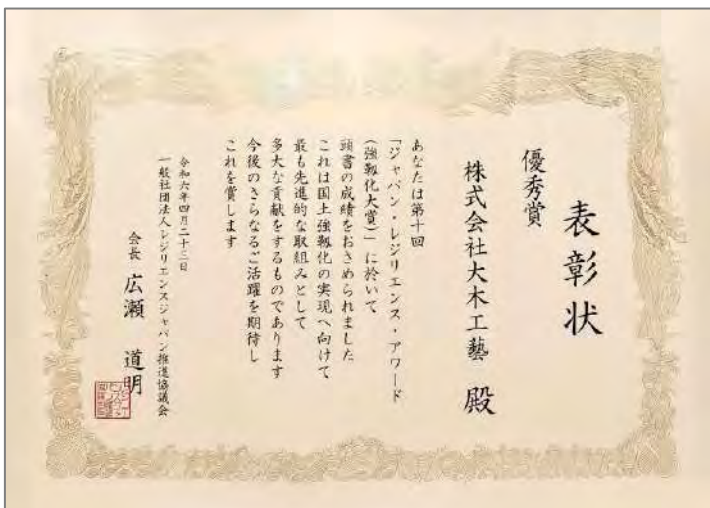 表彰状
優秀賞
株式会社大木工藝 殿
あなたは第十回
「ジャパン・レジリエンス・アワード
(強靱化大賞)」に於いて
頭書の成績をおさめられました
これは国土強靱化の実現へ向けて
最も先進的な取組みとして
多大な貢献をするものであります
今後のさらなるご活躍を期待し
これを賞します
令和六年四月二十三日
一般社団法人レジリエンスジャパン推進協議会
会長 広瀬 道明